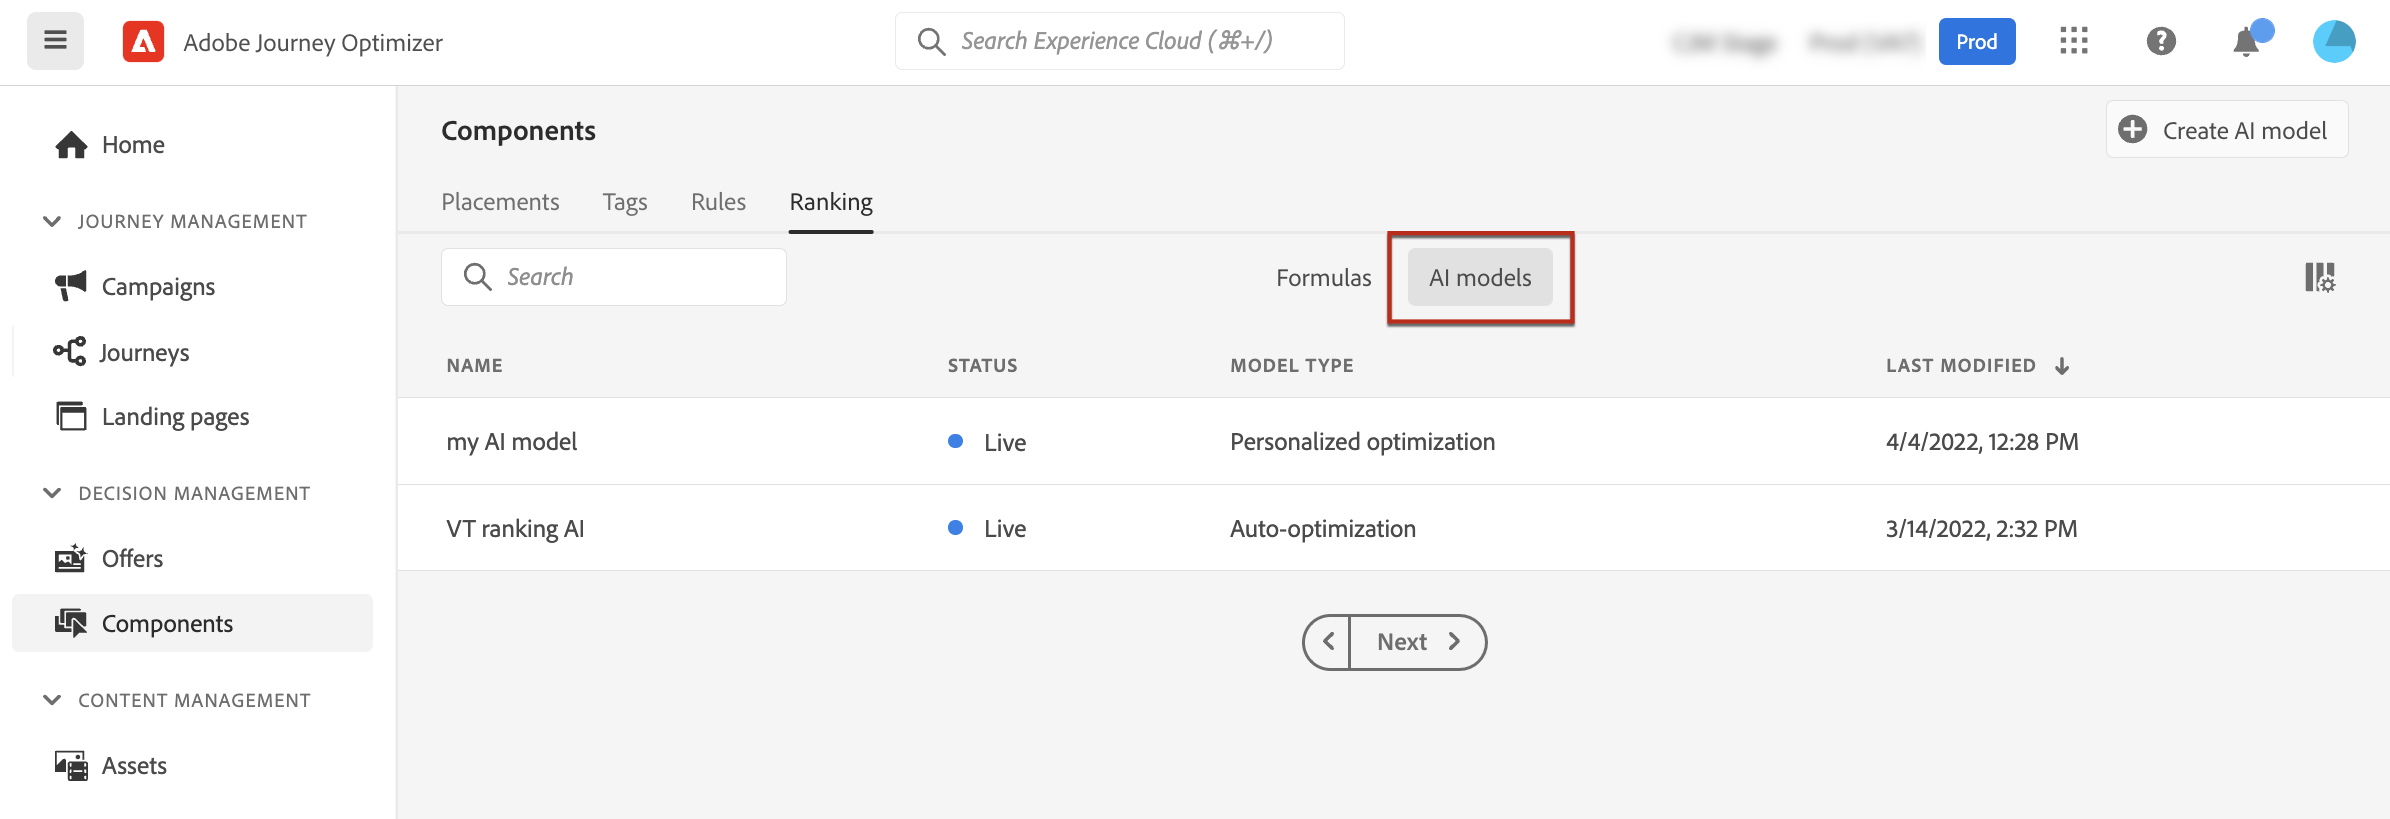 Adobe Journey Optimizer
Search Experience Cloud (⌘+/)
Prod
Home
JOURNEY MANAGEMENT
Campaigns
Journeys
Landing pages
DECISION MANAGEMENT
Offers
Components
CONTENT MANAGEMENT
Assets
Components
Create AI model
Placements Tags Rules Ranking
Search
Formulas AI models
NAME STATUS MODEL TYPE LAST MODIFIED
my AI model Live Personalized optimization 4/4/2022, 12:28 PM
VT ranking AI Live Auto-optimization 3/14/2022, 2:32 PM
Next